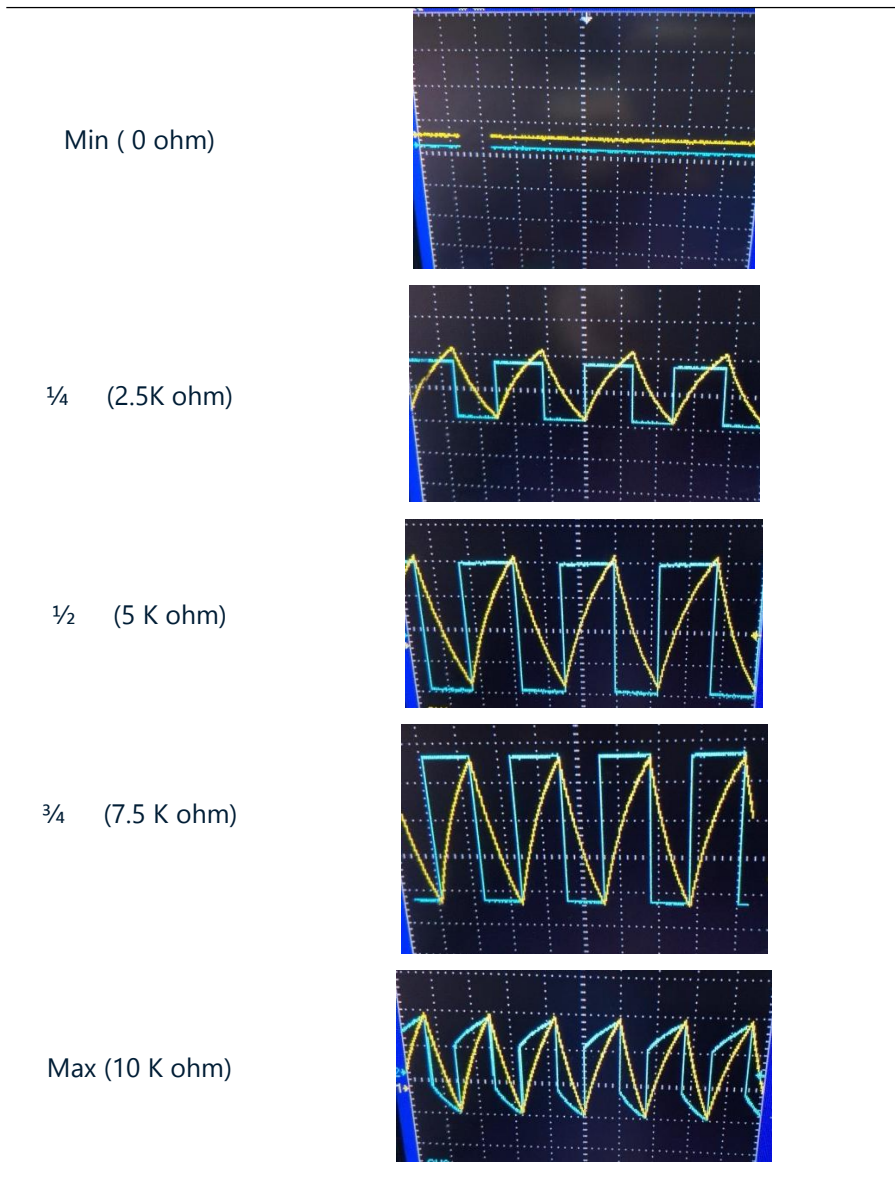 Min ( 0 ohm)
¼ (2.5K ohm)
½ (5 K ohm)
¾ (7.5 K ohm)
Max (10 K ohm)